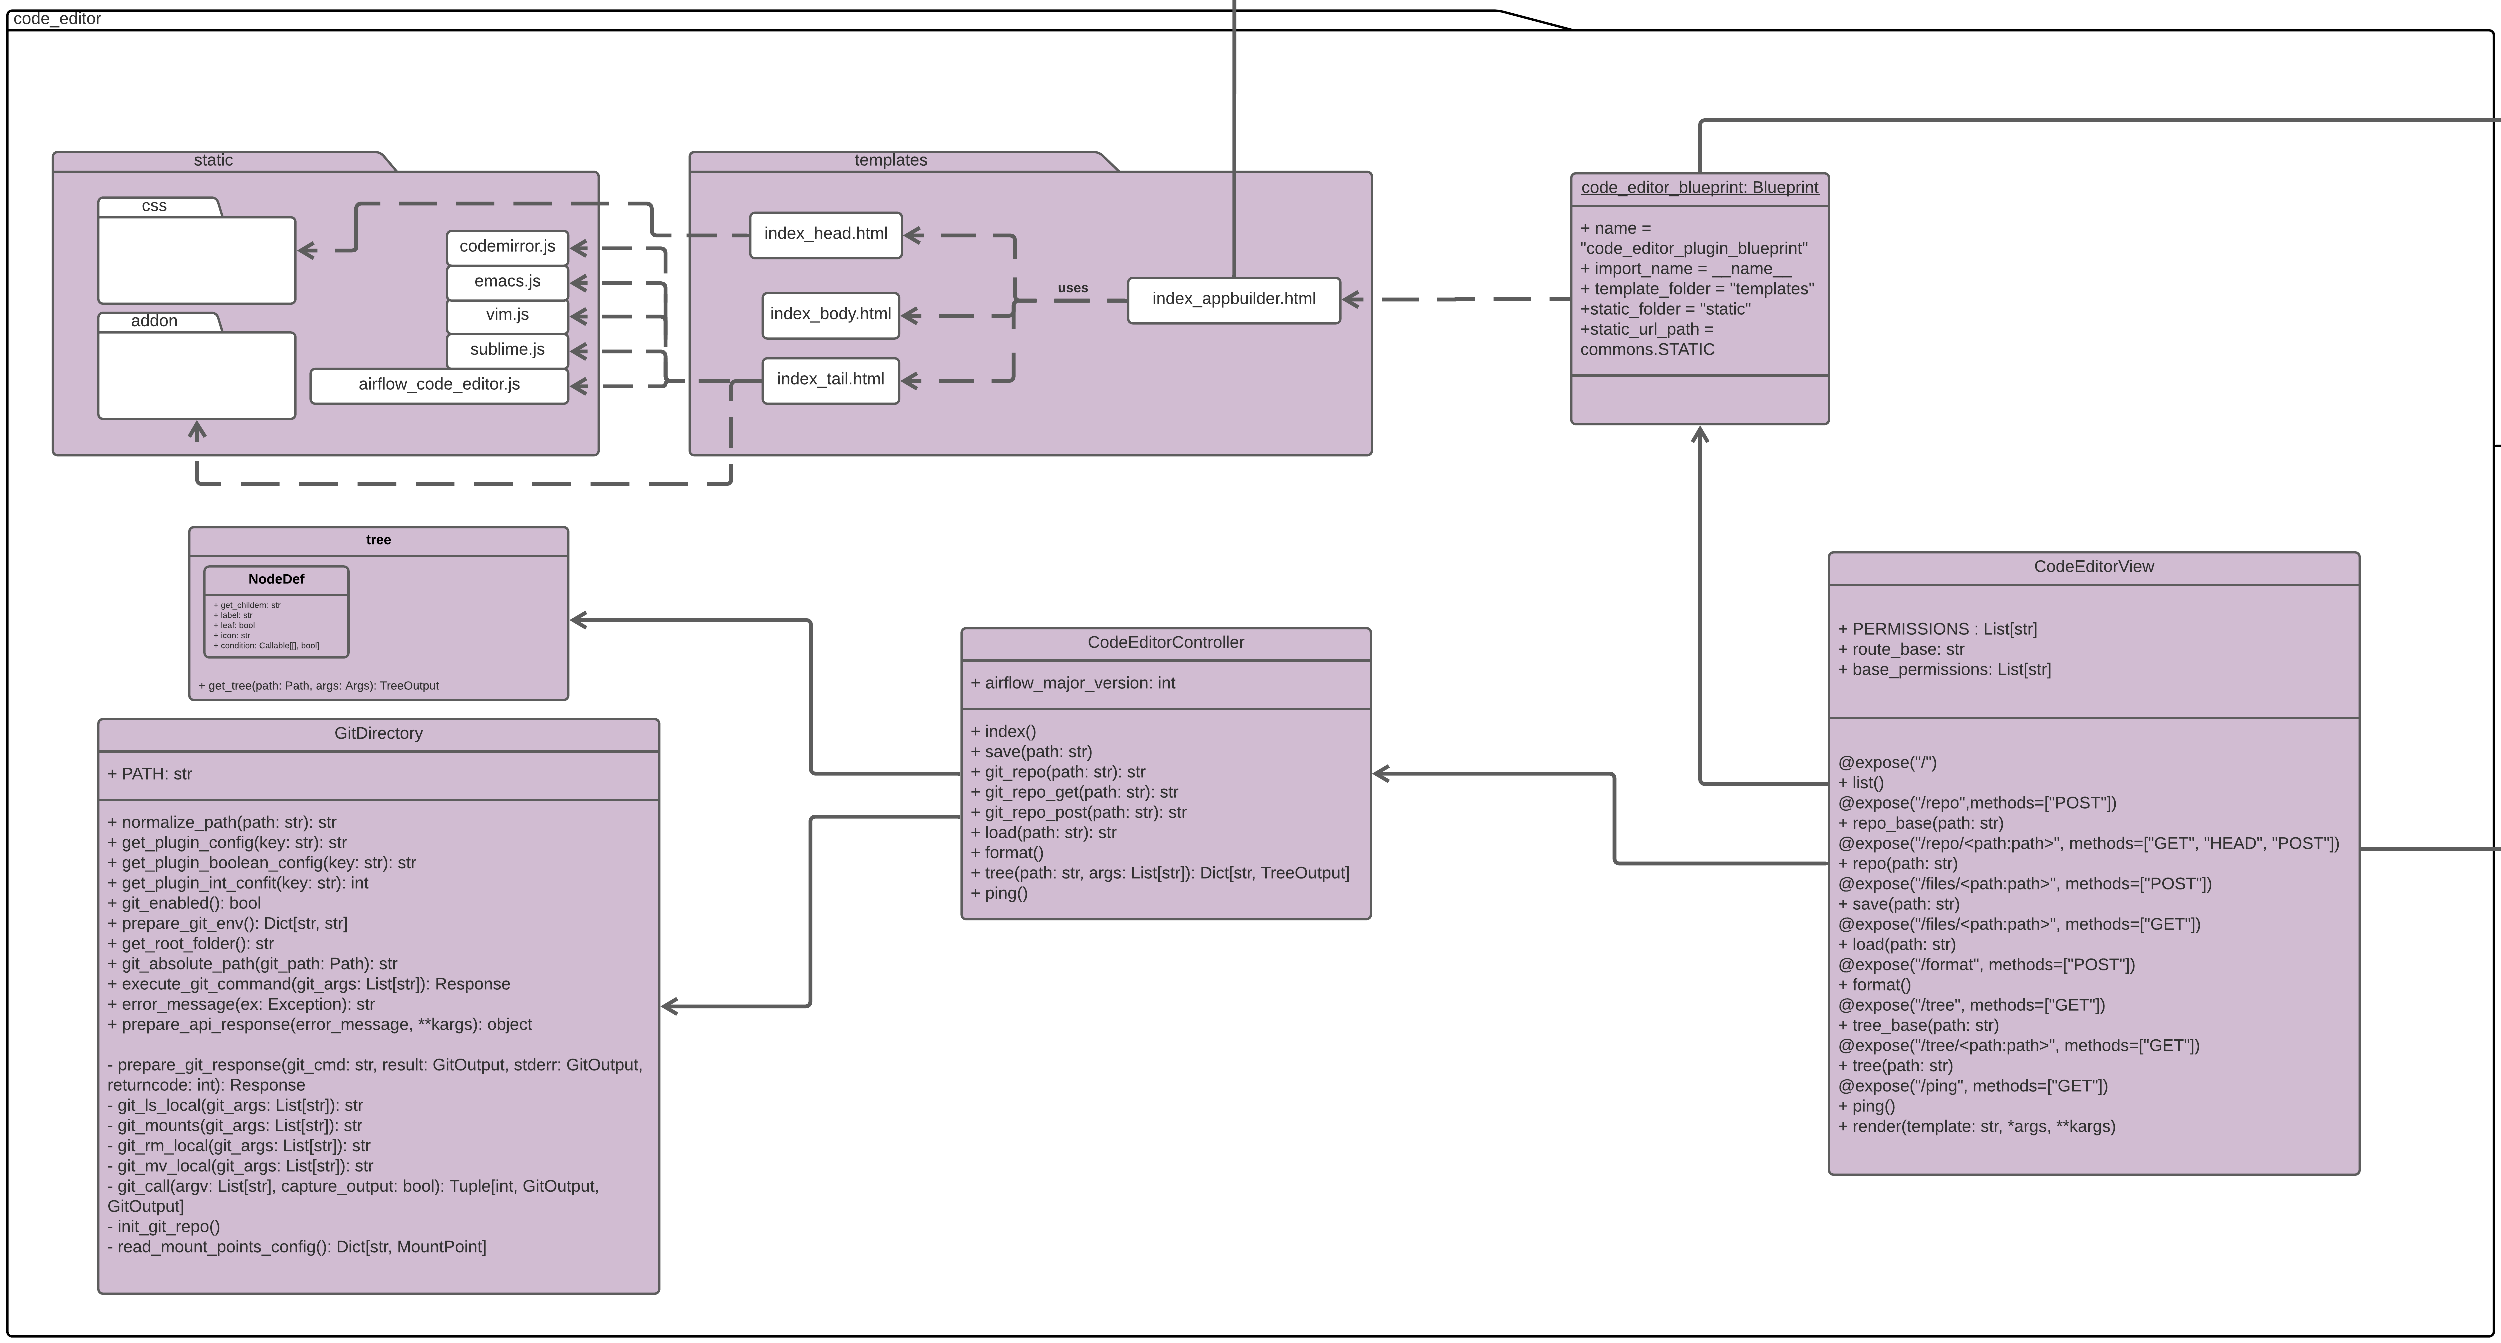 code_editor
static
css
addon
codemirror.js
emacs.js
vim.js
sublime.js
airflow_code_editor.js
templates
index_head.html
index_body.html
index_tail.html
uses
index_appbuilder.html
code_editor_blueprint: Blueprint
+ name =
"code_editor_plugin_blueprint"
+ import_name = __name__
+ template_folder = "templates"
+static_folder = "static"
+static_url_path =
commons.STATIC
tree
NodeDef
+ get_childern: str
+ label: str
+ leaf: bool
+ icon: str
+ condition: Callable[[], bool]
+ get_tree(path: Path, args: Args): TreeOutput
GitDirectory
+ PATH: str
+ normalize_path(path: str): str
+ get_plugin_config(key: str): str
+ get_plugin_boolean_config(key: str): str
+ get_plugin_int_confit(key: str): int
+ git_enabled(): bool
+ prepare_git_env(): Dict[str, str]
+ get_root_folder(): str
+ git_absolute_path(git_path: Path): str
+ execute_git_command(git_args: List[str]): Response
+ error_message(ex: Exception): str
+ prepare_api_response(error_message, **kargs): object
- prepare_git_response(git_cmd: str, result: GitOutput, stderr: GitOutput,
returncode: int): Response
- git_ls_local(git_args: List[str]): str
- git_mounts(git_args: List[str]): str
- git_rm_local(git_args: List[str]): str
- git_mv_local(git_args: List[str]): str
- git_call(argv: List[str], capture_output: bool): Tuple[int, GitOutput,
GitOutput]
- init_git_repo()
- read_mount_points_config(): Dict[str, MountPoint]
CodeEditorController
+ airflow_major_version: int
+ index()
+ save(path: str)
+ git_repo(path: str): str
+ git_repo_get(path: str): str
+ git_repo_post(path: str): str
+ load(path: str): str
+ format()
+ tree(path: str, args: List[str]): Dict[str, TreeOutput]
+ ping()
CodeEditorView
+ PERMISSIONS : List[str]
+ route_base: str
+ base_permissions: List[str]
@expose("/")
+ list()
@expose("/repo",methods=["POST"])
+ repo_base(path: str)
@expose("/repo/<path:path>", methods=["GET", "HEAD", "POST"])
+ repo(path: str)
@expose("/files/<path:path>", methods=["POST"])
+ save(path: str)
@expose("/files/<path:path>", methods=["GET"])
+ load(path: str)
@expose("/format", methods=["POST"])
+ format()
@expose("/tree", methods=["GET"])
+ tree_base(path: str)
@expose("/tree/<path:path>", methods=["GET"])
+ tree(path: str)
@expose("/ping", methods=["GET"])
+ ping()
+ render(template: str, *args, **kargs)